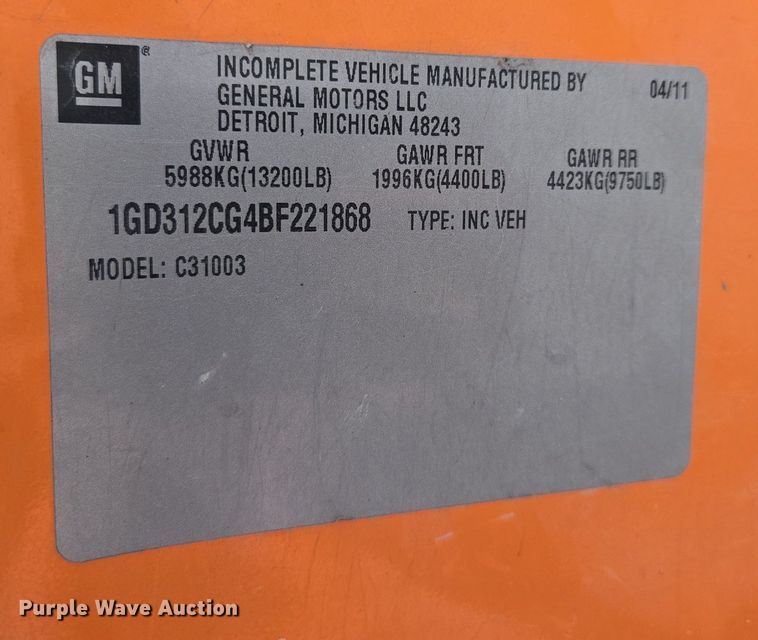 GM ®
INCOMPLETE VEHICLE MANUFACTURED BY 04/11
GENERAL MOTORS LLC
DETROIT, MICHIGAN 48243
GVWR GAWR FRT GAWR RR
5988KG(13200LB) 1996KG(4400LB) 4423KG(9750LB)
1GD312CG4BF221868 TYPE: INC VEH
MODEL: C31003
Purple Wave Auction